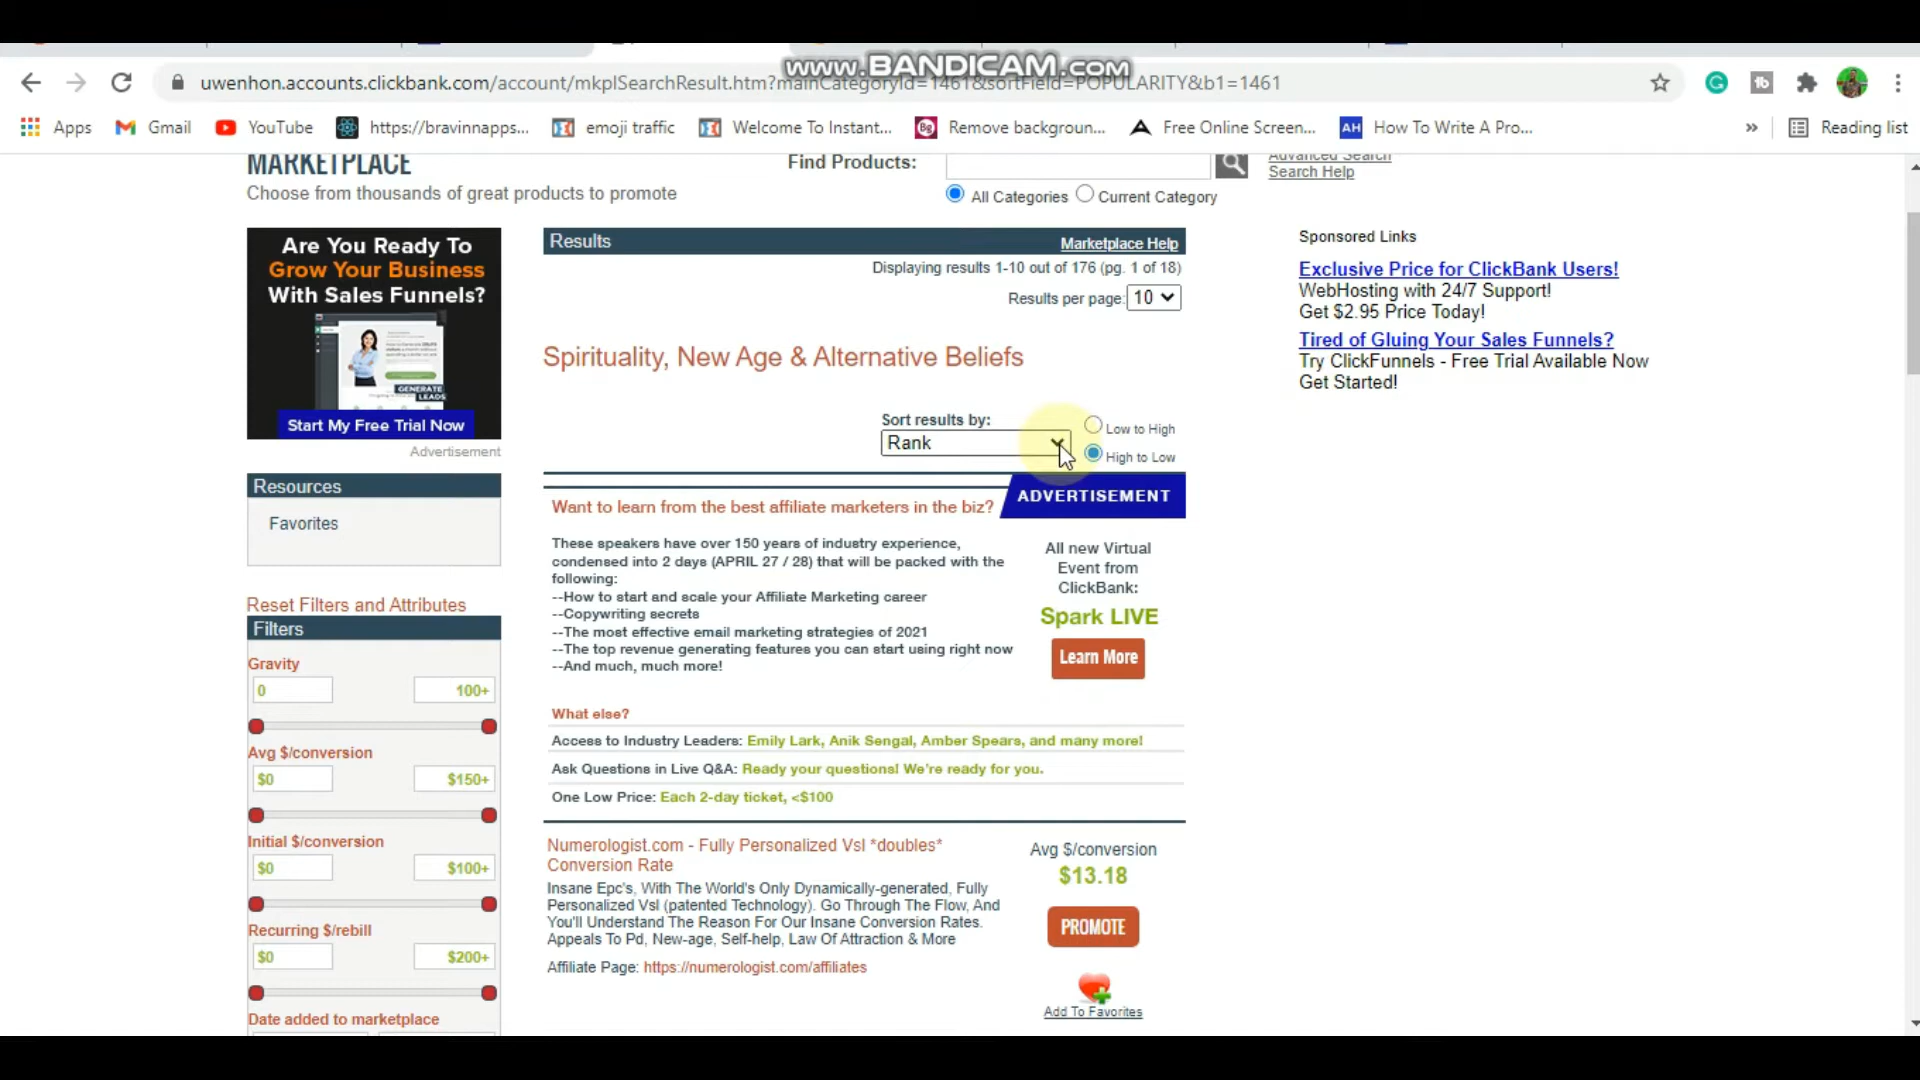 www.BANDICAM.com
uwenhon.accounts.clickbank.com/account/mkplSearchResult.htm?mainCategoryId=1461&sortField=POPULARITY&b1=1461
Apps
Gmail
YouTube
https://bravinnapps...
emoji traffic
Welcome To Instant...
Bg
Remove backgroun...
Free Online Screen...
AH
How To Write A Pro...
»
Reading list
MARKETPLACE
Choose from thousands of great products to promote
Find Products:
Advanced Search
Search Help
All Categories
Current Category
Are You Ready To
Grow Your Business
With Sales Funnels?
GENERATE
LEADS
Start My Free Trial Now
Advertisement
Resources
Favorites
Reset Filters and Attributes
Filters
Gravity
0
100+
Avg $/conversion
$0
$150+
Initial $/conversion
$0
$100+
Recurring $/rebill
$0
$200+
Date added to marketplace
Results
Marketplace Help
Displaying results 1-10 out of 176 (pg. 1 of 18)
Results per page: 10
Spirituality, New Age & Alternative Beliefs
Sort results by:
Rank
Low to High
High to Low
Want to learn from the best affiliate marketers in the biz?
ADVERTISEMENT
These speakers have over 150 years of industry experience,
condensed into 2 days (APRIL 27 / 28) that will be packed with the
following:
--How to start and scale your Affiliate Marketing career
--Copywriting secrets
--The most effective email marketing strategies of 2021
--The top revenue generating features you can start using right now
--And much, much more!
All new Virtual
Event from
ClickBank:
Spark LIVE
Learn More
What else?
Access to Industry Leaders: Emily Lark, Anik Sengal, Amber Spears, and many more!
Ask Questions in Live Q&A: Ready your questions! We're ready for you.
One Low Price: Each 2-day ticket, <$100
Numerologist.com - Fully Personalized Vsl *doubles*
Conversion Rate
Insane Epc's, With The World's Only Dynamically-generated, Fully
Personalized Vsl (patented Technology). Go Through The Flow, And
You'll Understand The Reason For Our Insane Conversion Rates.
Appeals To Pd, New-age, Self-help, Law Of Attraction & More
Affiliate Page: https://numerologist.com/affiliates
Avg $/conversion
$13.18
PROMOTE
Add To Favorites
Sponsored Links
Exclusive Price for ClickBank Users!
WebHosting with 24/7 Support!
Get $2.95 Price Today!
Tired of Gluing Your Sales Funnels?
Try ClickFunnels - Free Trial Available Now
Get Started!